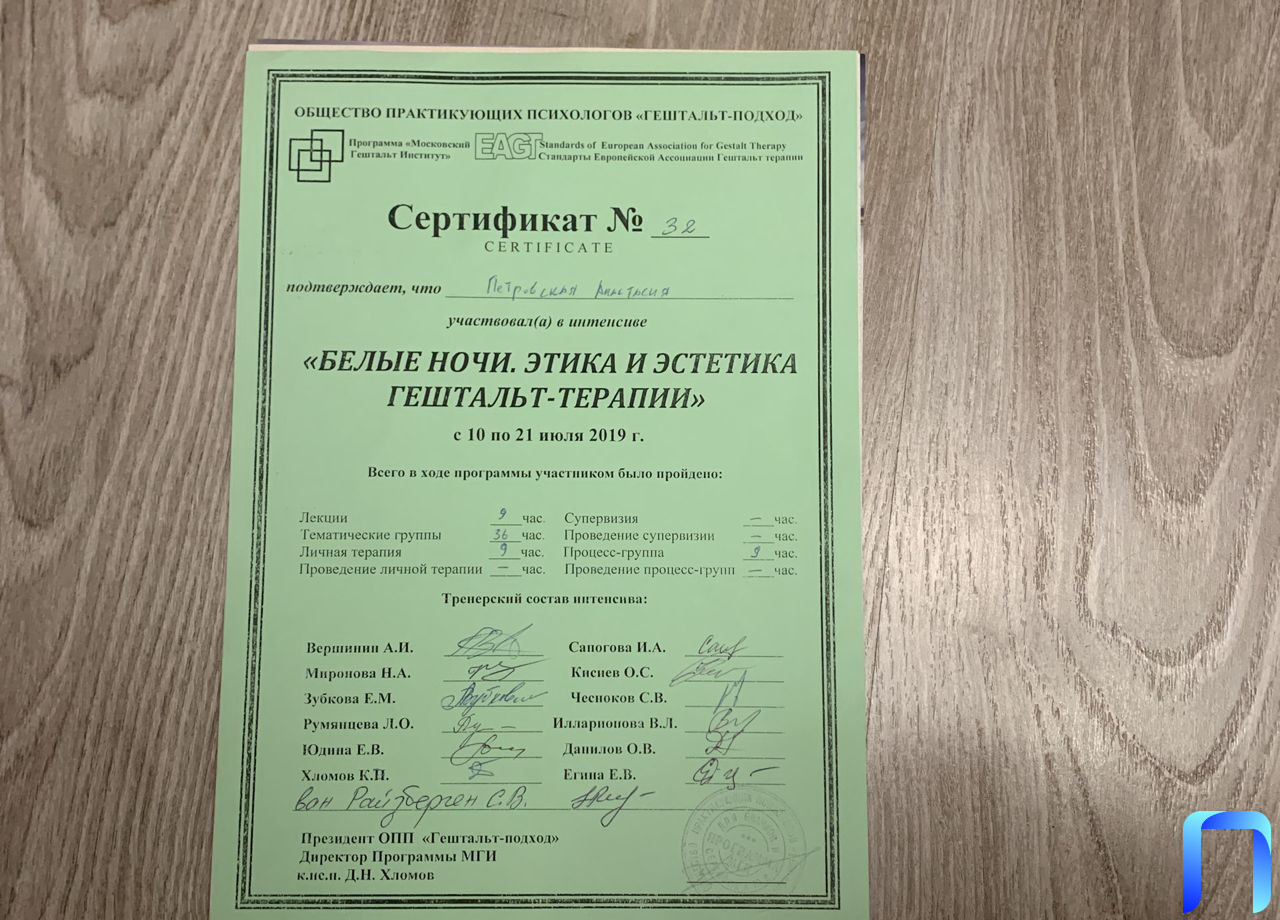 ОБЩЕСТВО ПРАКТИКУЮЩИХ ПСИХОЛОГОВ «ГЕШТАЛЬТ-ПОДХОД»
Программа «Московский
Гештальт Институт»
EAGT
Standards of European Association for Gestalt Therapy
Стандарты Европейской Ассоциации Гештальт терапии
Сертификат № 32
CERTIFICATE
подтверждает, что Петровская Анастасия
участвовал(а) в интенсиве
«БЕЛЫЕ НОЧИ. ЭТИКА И ЭСТЕТИКА
ГЕШТАЛЬТ-ТЕРАПИИ»
с 10 по 21 июля 2019 г.
Всего в ходе программы участником было пройдено:
Лекции 9 час. Супервизия — час.
Тематические группы 36 час. Проведение супервизии — час.
Личная терапия 9 час. Процесс-группа 9 час.
Проведение личной терапии — час. Проведение процесс-групп — час.
Тренерский состав интенсива:
Вершинин А.И. Сапогова И.А.
Миронова Н.А. Кисиев О.С.
Зубкова Е.М. Чесноков С.В.
Румянцева Л.О. Илларионова В.Л.
Юдина Е.В. Данилов О.В.
Хломов К.П. Егина Е.В.
ван Райзберген С.В.
Президент ОПП «Гештальт-подход»
Директор Программы МГИ
к.пс.н. Д.Н. Хломов